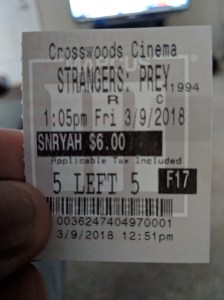 Crosswoods Cinema
STRANGERS: PREY 1994
R C
1:05pm Fri 3/9/2018
SNRYAH $6.00
Applicable Tax Included
5 LEFT 5 F17
0036247404970001
3/9/2018 12:51pm